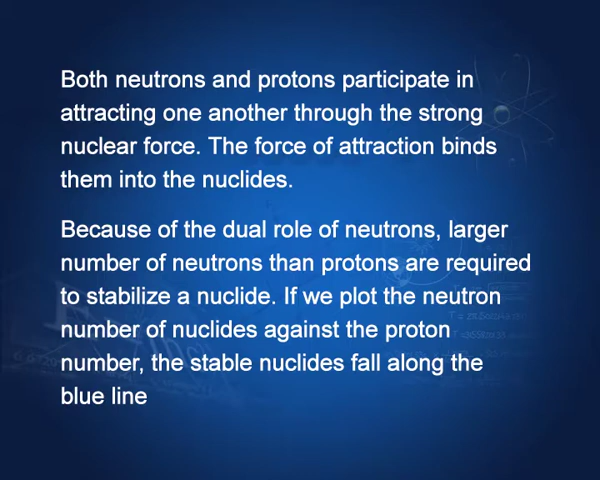 Both neutrons and protons participate in
attracting one another through the strong
nuclear force. The force of attraction binds
them into the nuclides.
Because of the dual role of neutrons, larger
number of neutrons than protons are required
to stabilize a nuclide. If we plot the neutron
number of nuclides against the proton
number, the stable nuclides fall along the
blue line